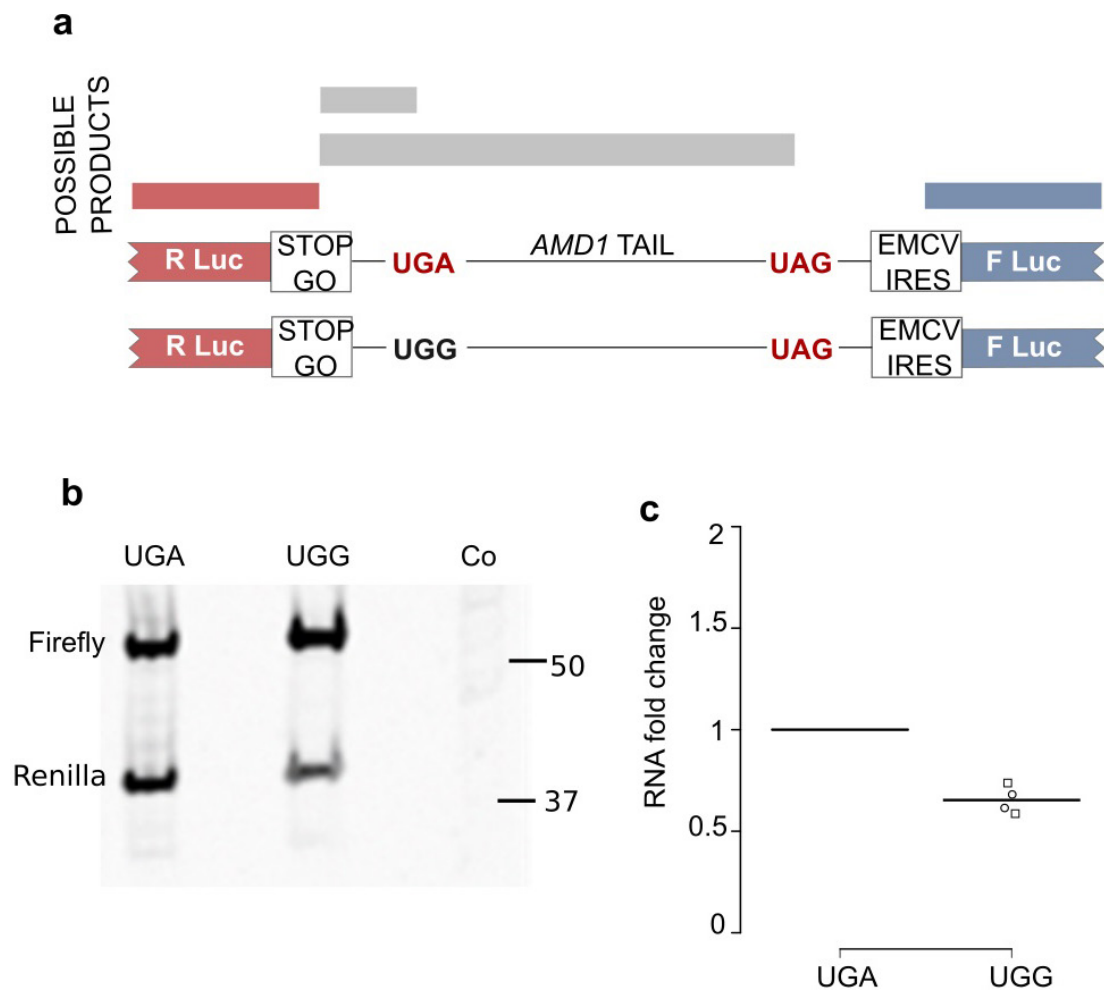 a
POSSIBLE
PRODUCTS
R Luc
STOP
GO
UGA
AMD1 TAIL
UAG
EMCV
IRES
F Luc
R Luc
STOP
GO
UGG
UAG
EMCV
IRES
F Luc
b
UGA UGG Co
Firefly
50
Renilla
37
c
RNA fold change
2
1.5
1
0.5
0
UGA UGG